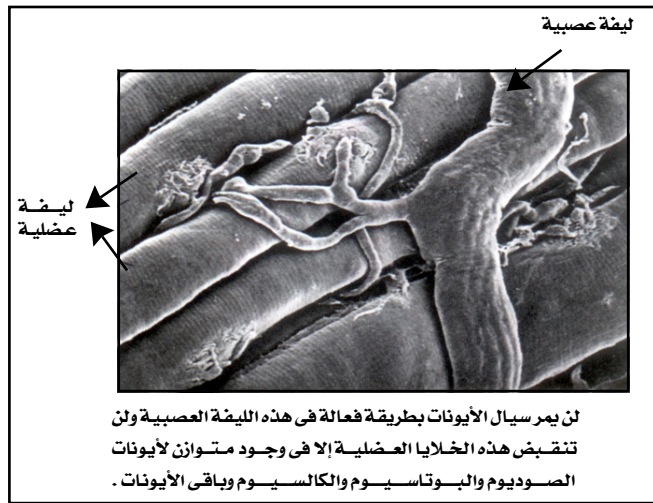 ليفة عصبية
ليفة
عضلية
لن يمر سيال الأيونات بطريقة فعالة فى هذه الليفة العصبية ولن
تنقبض هذه الخلايا العضلية إلا فى وجود متوازن لأيونات
الصوديوم والبوتاسيوم والكالسيوم وباقى الأيونات .